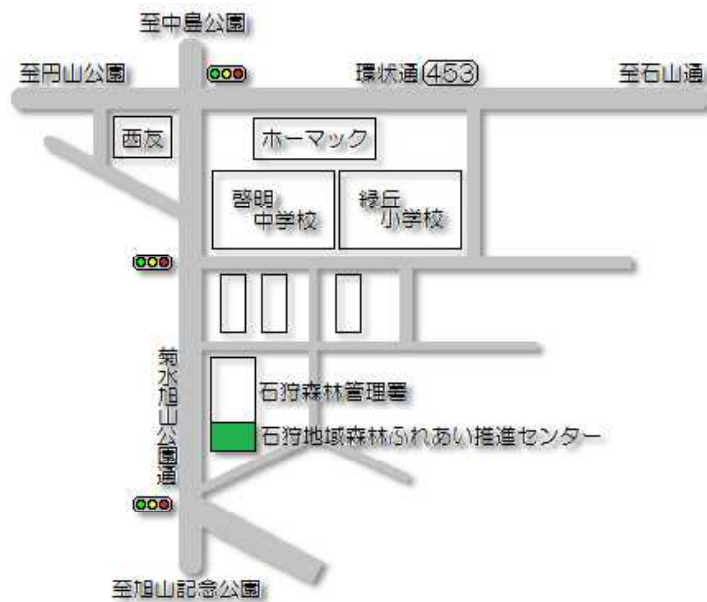 至中島公園
至円山公園
環状通 453
至石山通
西友
ホーマック
啓明
中学校
緑丘
小学校
菊水旭山公園通
石狩森林管理署
石狩地域森林ふれあい推進センター
至旭山記念公園